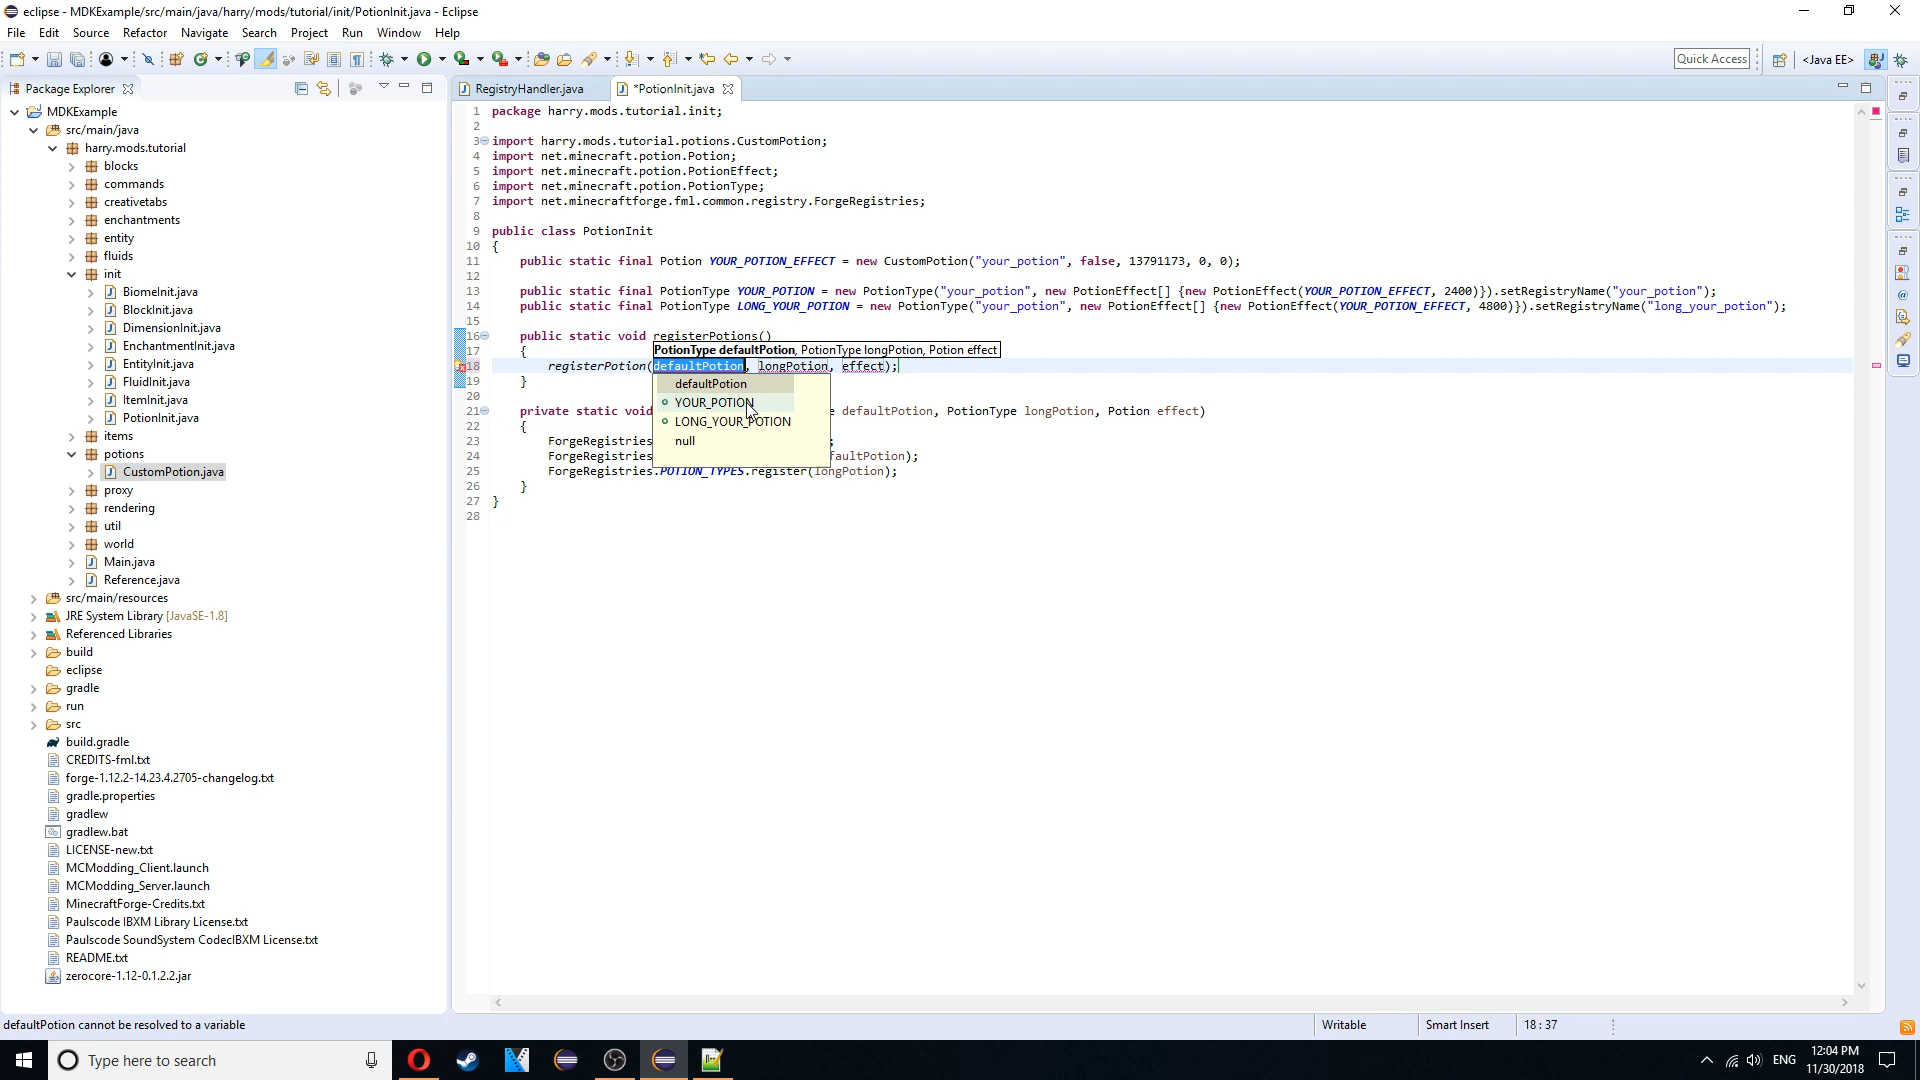 eclipse - MDKExample/src/main/java/harry/mods/tutorial/init/PotionInit.java - Eclipse
File Edit Source Refactor Navigate Search Project Run Window Help
Quick Access
<Java EE>
Package Explorer
RegistryHandler.java
*PotionInit.java
MDKExample
src/main/java
harry.mods.tutorial
blocks
commands
creativetabs
enchantments
entity
fluids
init
BiomeInit.java
BlockInit.java
DimensionInit.java
EnchantmentInit.java
EntityInit.java
FluidInit.java
ItemInit.java
PotionInit.java
items
potions
CustomPotion.java
proxy
rendering
util
world
Main.java
Reference.java
src/main/resources
JRE System Library [JavaSE-1.8]
Referenced Libraries
build
eclipse
gradle
run
src
build.gradle
CREDITS-fml.txt
forge-1.12.2-14.23.4.2705-changelog.txt
gradle.properties
gradlew
gradlew.bat
LICENSE-new.txt
MCModding_Client.launch
MCModding_Server.launch
MinecraftForge-Credits.txt
Paulscode IBXM Library License.txt
Paulscode SoundSystem CodecIBXM License.txt
README.txt
zerocore-1.12-0.1.2.2.jar
1 package harry.mods.tutorial.init;
2
3 import harry.mods.tutorial.potions.CustomPotion;
4 import net.minecraft.potion.Potion;
5 import net.minecraft.potion.PotionEffect;
6 import net.minecraft.potion.PotionType;
7 import net.minecraftforge.fml.common.registry.ForgeRegistries;
8
9 public class PotionInit
10 {
11 public static final Potion YOUR_POTION_EFFECT = new CustomPotion("your_potion", false, 13791173, 0, 0);
12
13 public static final PotionType YOUR_POTION = new PotionType("your_potion", new PotionEffect[] {new PotionEffect(YOUR_POTION_EFFECT, 2400)}).setRegistryName("your_potion");
14 public static final PotionType LONG_YOUR_POTION = new PotionType("your_potion", new PotionEffect[] {new PotionEffect(YOUR_POTION_EFFECT, 4800)}).setRegistryName("long_your_potion");
15
16 public static void registerPotions()
17 {
PotionType defaultPotion, PotionType longPotion, Potion effect
18 registerPotion(defaultPotion, longPotion, effect);
19 }
defaultPotion
YOUR_POTION
LONG_YOUR_POTION
null
20
21 private static void defaultPotion, PotionType longPotion, Potion effect)
22 {
23 ForgeRegistries ;
24 ForgeRegistries faultPotion);
25 ForgeRegistries.POTION_TYPES.register(longPotion);
26 }
27 }
28
defaultPotion cannot be resolved to a variable
Writable
Smart Insert
18 : 37
Type here to search
ENG
12:04 PM
11/30/2018